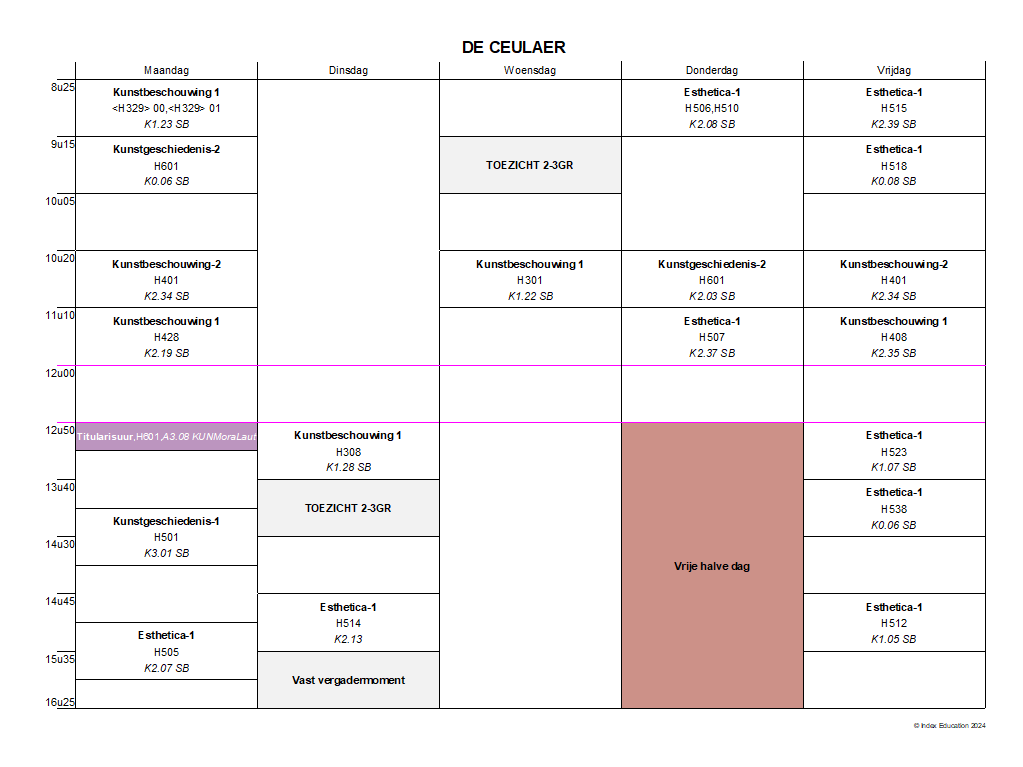 DE CEULAER
Maandag Dinsdag Woensdag Donderdag Vrijdag
8u25
Kunstbeschouwing 1
<H329> 00,<H329> 01
K1.23 SB
Esthetica-1
H506,H510
K2.08 SB
Esthetica-1
H515
K2.39 SB
9u15
Kunstgeschiedenis-2
H601
K0.06 SB
TOEZICHT 2-3GR
Esthetica-1
H518
K0.08 SB
10u05
10u20
Kunstbeschouwing-2
H401
K2.34 SB
Kunstbeschouwing 1
H301
K1.22 SB
Kunstgeschiedenis-2
H601
K2.03 SB
Kunstbeschouwing-2
H401
K2.34 SB
11u10
Kunstbeschouwing 1
H428
K2.19 SB
Esthetica-1
H507
K2.37 SB
Kunstbeschouwing 1
H408
K2.35 SB
12u00
12u50
Titularisuur,H601,A3.08 KUNMoraLaut
Kunstbeschouwing 1
H308
K1.28 SB
Esthetica-1
H523
K1.07 SB
13u40
Kunstgeschiedenis-1
H501
K3.01 SB
TOEZICHT 2-3GR
Esthetica-1
H538
K0.06 SB
14u30
Vrije halve dag
14u45
Esthetica-1
H505
K2.07 SB
Esthetica-1
H514
K2.13
Esthetica-1
H512
K1.05 SB
15u35
Vast vergadermoment
16u25
© Index Education 2024